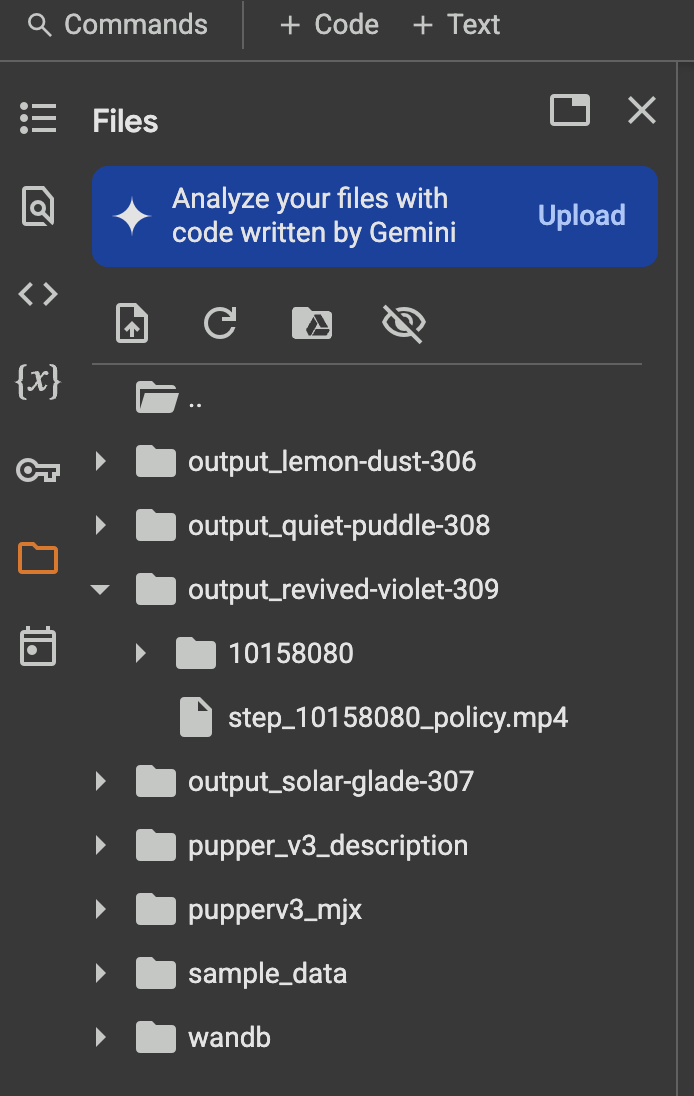 Commands
+ Code
+ Text
Files
Analyze your files with
code written by Gemini
Upload
{x}
..
output_lemon-dust-306
output_quiet-puddle-308
output_revived-violet-309
10158080
step_10158080_policy.mp4
output_solar-glade-307
pupper_v3_description
pupperv3_mjx
sample_data
wandb